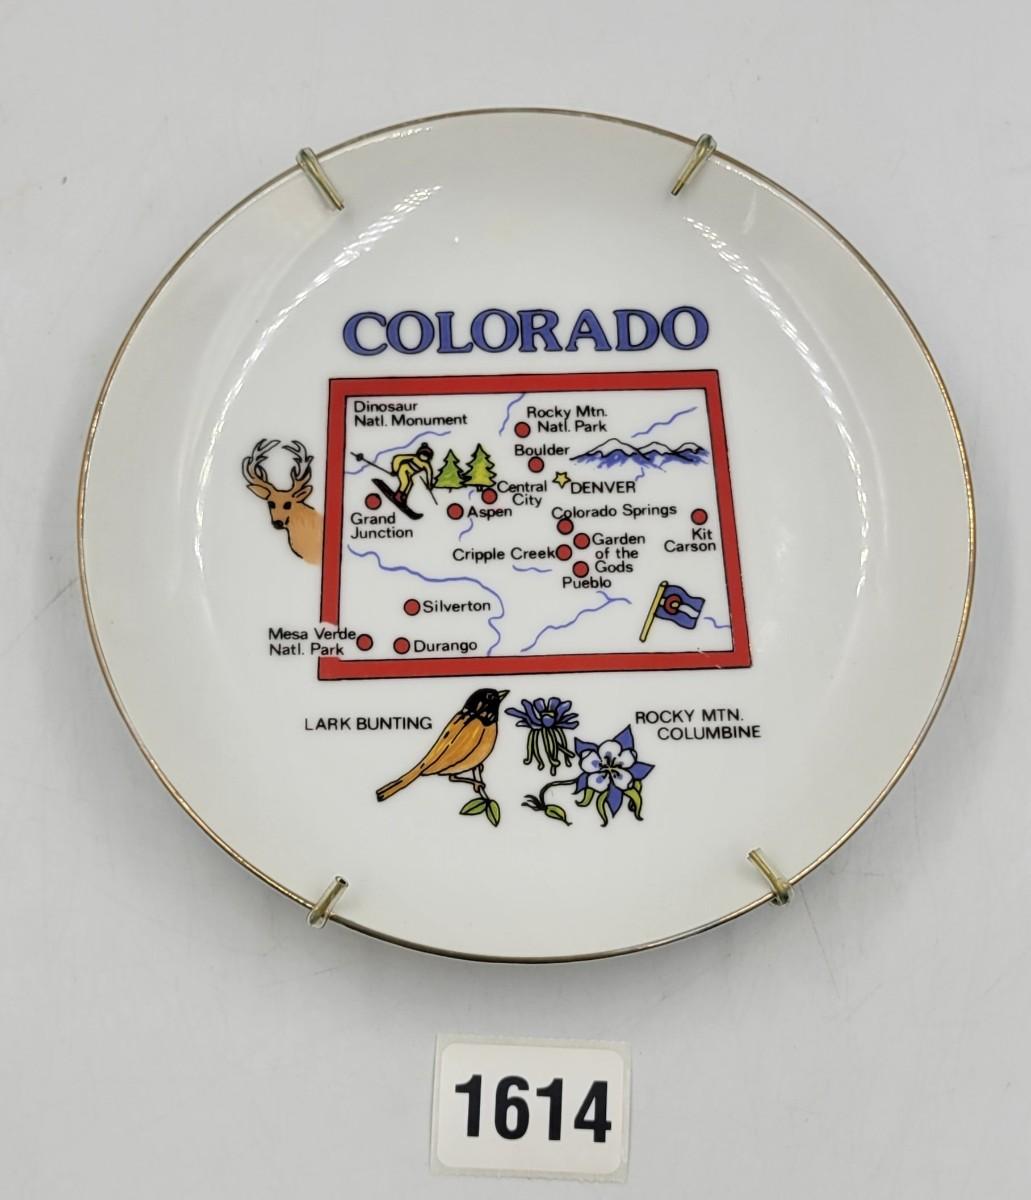 COLORADO
Dinosaur
Natl. Monument
Rocky Mtn.
Natl. Park
Boulder
Central
City
DENVER
Aspen
Grand
Junction
Colorado Springs
Garden
of the
Gods
Kit
Carson
Cripple Creek
Pueblo
Silverton
Mesa Verde
Natl. Park
Durango
LARK BUNTING
ROCKY MTN.
COLUMBINE
1614